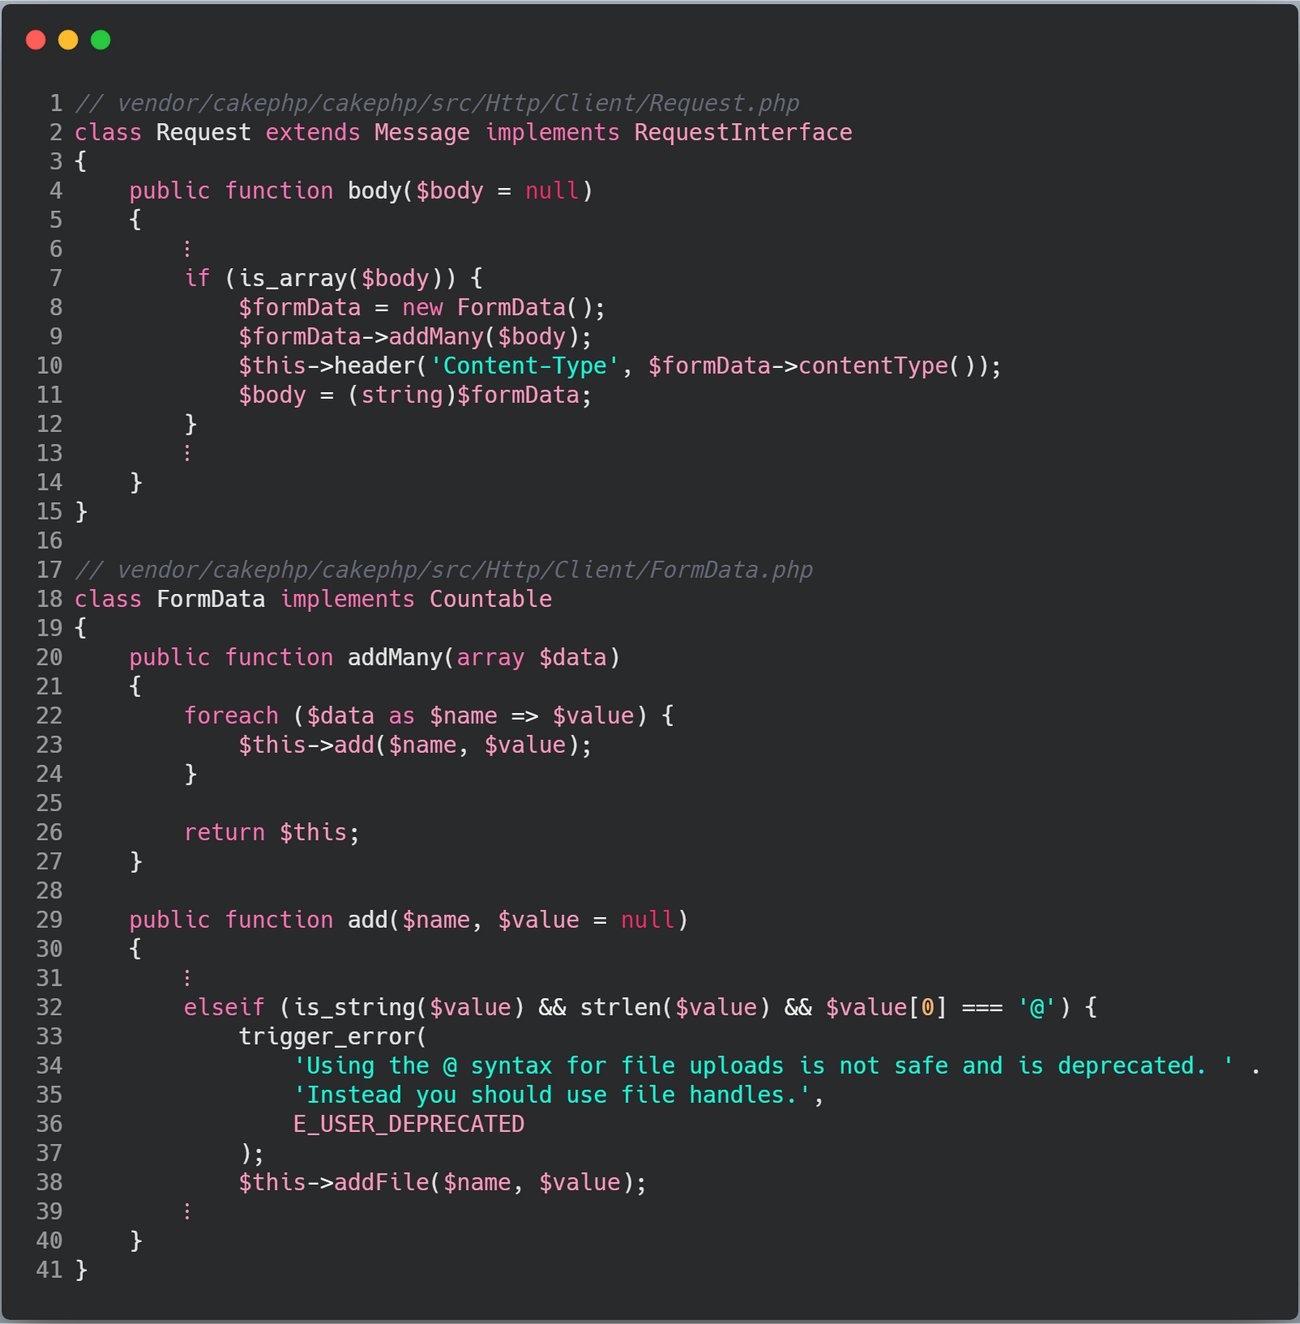 1 // vendor/cakephp/cakephp/src/Http/Client/Request.php
2 class Request extends Message implements RequestInterface
3 {
4     public function body($body = null)
5     {
6         ⋮
7         if (is_array($body)) {
8             $formData = new FormData();
9             $formData->addMany($body);
10             $this->header('Content-Type', $formData->contentType());
11             $body = (string)$formData;
12         }
13         ⋮
14     }
15 }
16
17 // vendor/cakephp/cakephp/src/Http/Client/FormData.php
18 class FormData implements Countable
19 {
20     public function addMany(array $data)
21     {
22         foreach ($data as $name => $value) {
23             $this->add($name, $value);
24         }
25
26         return $this;
27     }
28
29     public function add($name, $value = null)
30     {
31         ⋮
32         elseif (is_string($value) && strlen($value) && $value[0] === '@') {
33             trigger_error(
34                 'Using the @ syntax for file uploads is not safe and is deprecated. ' .
35                 'Instead you should use file handles.',
36                 E_USER_DEPRECATED
37             );
38             $this->addFile($name, $value);
39         ⋮
40     }
41 }